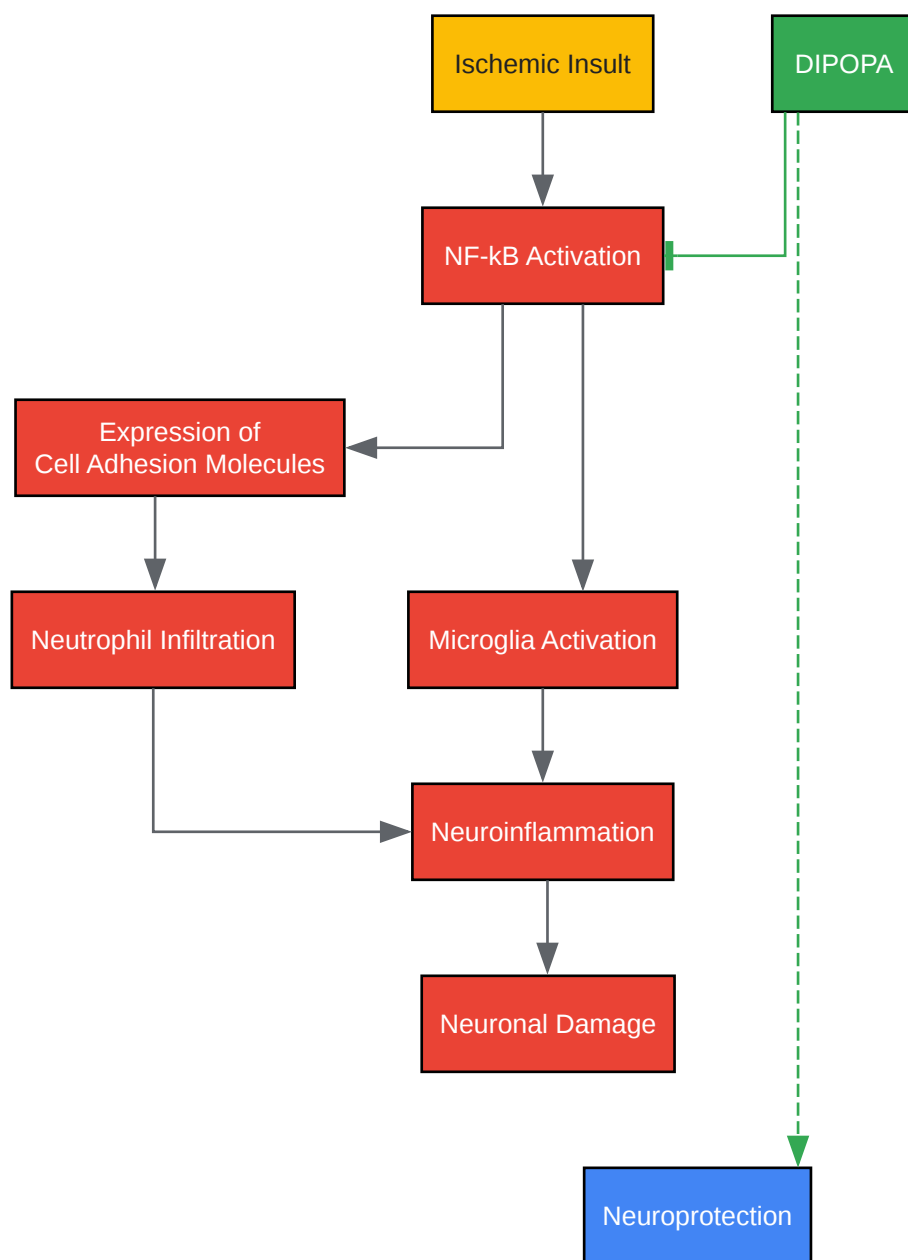 Ischemic Insult
DIPOPA
NF-kB Activation
Expression of
Cell Adhesion Molecules
Neutrophil Infiltration
Microglia Activation
Neuroinflammation
Neuronal Damage
Neuroprotection